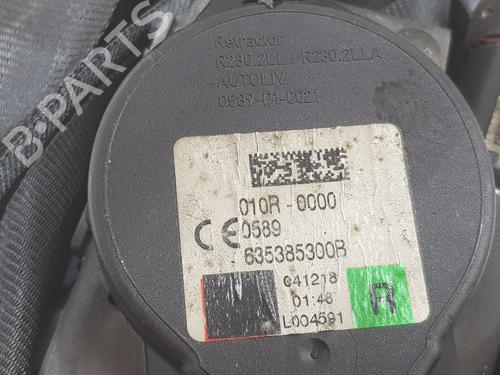 Retractor
R230.2LL / R230.2LLA
AUTOLIV
0589-P1-0021
010R-0000
CE 0589
635385300B
041218
01:46
L004591
R
B-PARTS